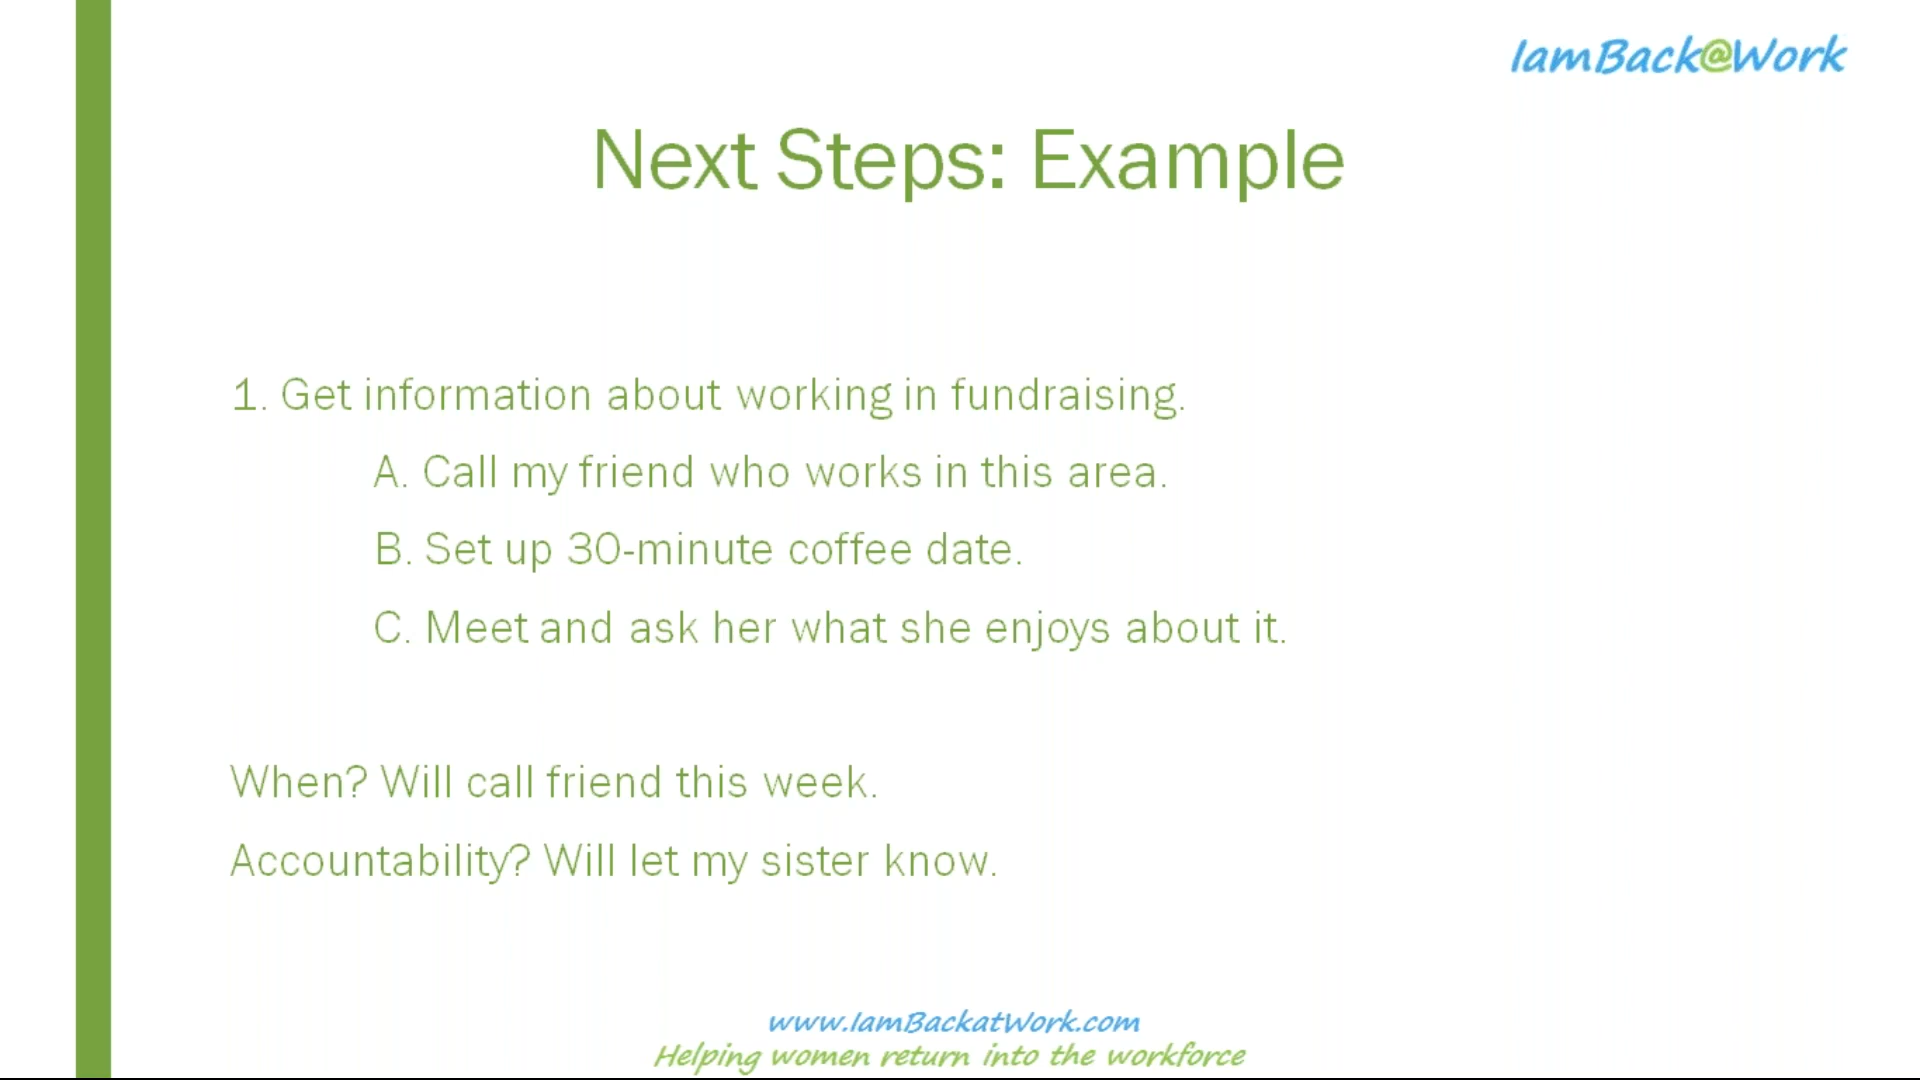 IamBack@Work
Next Steps: Example
1. Get information about working in fundraising.
A. Call my friend who works in this area.
B. Set up 30-minute coffee date.
C. Meet and ask her what she enjoys about it.
When? Will call friend this week.
Accountability? Will let my sister know.
www.IamBackatWork.com
Helping women return into the workforce